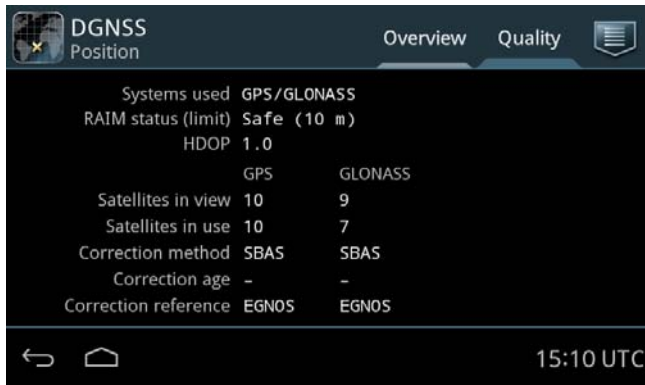 DGNSS
Position
Overview Quality
Systems used GPS/GLONASS
RAIM status (limit) Safe (10 m)
HDOP 1.0
GPS GLONASS
Satellites in view 10 9
Satellites in use 10 7
Correction method SBAS SBAS
Correction age – –
Correction reference EGNOS EGNOS
15:10 UTC